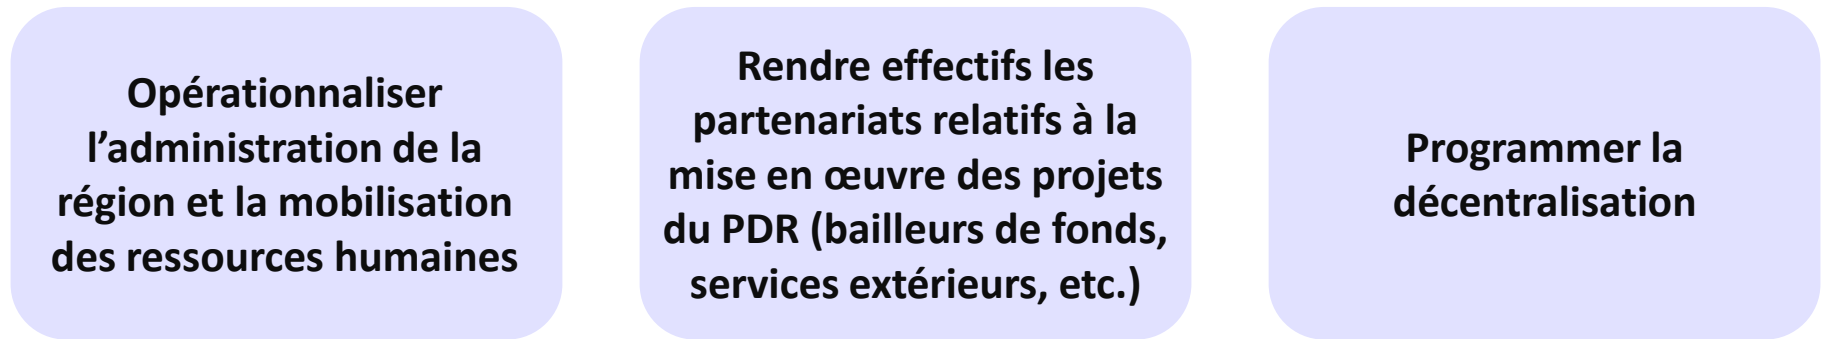 Opérationnaliser
l’administration de la
région et la mobilisation
des ressources humaines
Rendre effectifs les
partenariats relatifs à la
mise en œuvre des projets
du PDR (bailleurs de fonds,
services extérieurs, etc.)
Programmer la
décentralisation